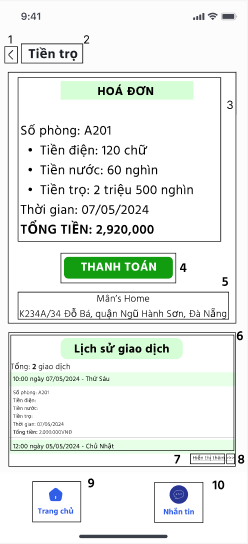 9:41
1
2
Tiền trọ
HOÁ ĐƠN
3
Số phòng: A201
• Tiền điện: 120 chữ
• Tiền nước: 60 nghìn
• Tiền trọ: 2 triệu 500 nghìn
Thời gian: 07/05/2024
TỔNG TIỀN: 2,920,000
THANH TOÁN
4
5
Mân's Home
K234A/34 Đỗ Bá, quận Ngũ Hành Sơn, Đà Nẵng
6
Lịch sử giao dịch
Tổng: 2 giao dịch
10:00 ngày 07/05/2024 - Thứ Sáu
Số phòng: A201
Tiền điện:
Tiền nước:
Tiền trọ:
Thời gian: 07/05/2024
Tổng tiền: 2.000.000VNĐ
12:00 ngày 05/05/2024 - Chủ Nhật
7
Hiển thị thêm
>>>
8
9
10
Trang chủ
Nhắn tin